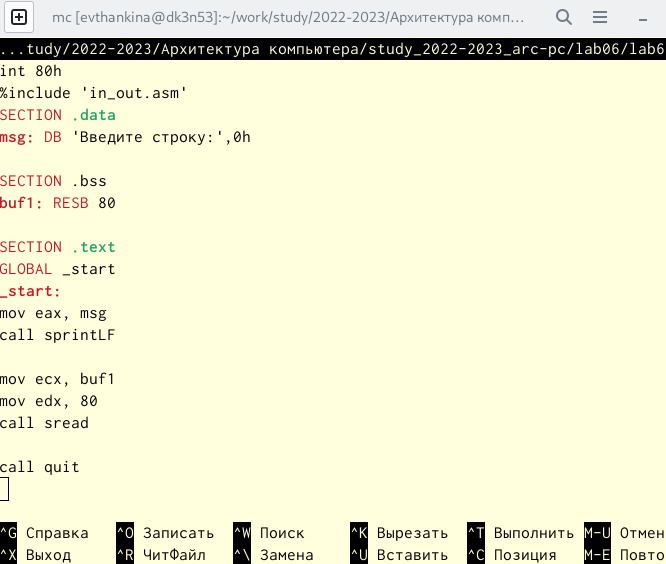 mc [evthankina@dk3n53]:~/work/study/2022-2023/Архитектура комп…
...tudy/2022-2023/Архитектура компьютера/study_2022-2023_arc-pc/lab06/lab6
int 80h
%include 'in_out.asm'
SECTION .data
msg: DB 'Введите строку:',0h
SECTION .bss
buf1: RESB 80
SECTION .text
GLOBAL _start
_start:
mov eax, msg
call sprintLF
mov ecx, buf1
mov edx, 80
call sread
call quit
^G Справка ^O Записать ^W Поиск ^K Вырезать ^T Выполнить M-U Отмен
^X Выход ^R ЧитФайл ^\ Замена ^U Вставить ^C Позиция M-E Повто